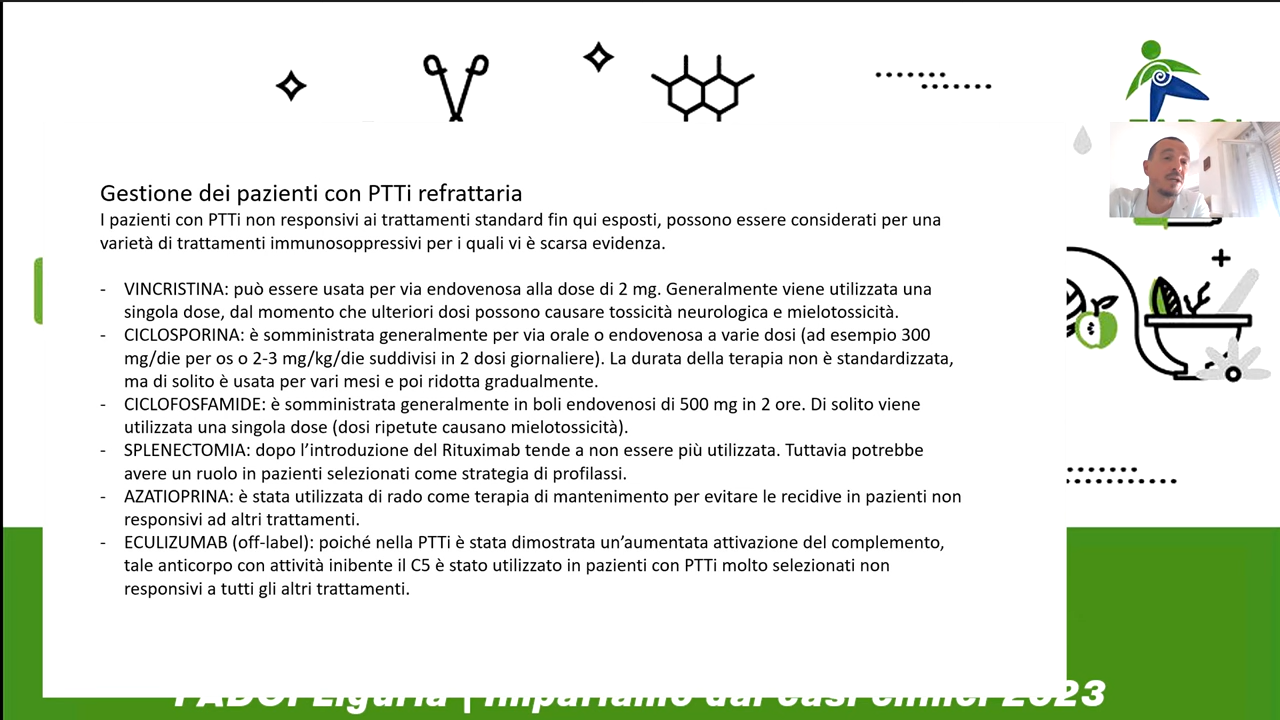 Gestione dei pazienti con PTTi refrattaria
I pazienti con PTTi non responsivi ai trattamenti standard fin qui esposti, possono essere considerati per una
varietà di trattamenti immunosoppressivi per i quali vi è scarsa evidenza.
- VINCRISTINA: può essere usata per via endovenosa alla dose di 2 mg. Generalmente viene utilizzata una
singola dose, dal momento che ulteriori dosi possono causare tossicità neurologica e mielotossicità.
- CICLOSPORINA: è somministrata generalmente per via orale o endovenosa a varie dosi (ad esempio 300
mg/die per os o 2-3 mg/kg/die suddivisi in 2 dosi giornaliere). La durata della terapia non è standardizzata,
ma di solito è usata per vari mesi e poi ridotta gradualmente.
- CICLOFOSFAMIDE: è somministrata generalmente in boli endovenosi di 500 mg in 2 ore. Di solito viene
utilizzata una singola dose (dosi ripetute causano mielotossicità).
- SPLENECTOMIA: dopo l’introduzione del Rituximab tende a non essere più utilizzata. Tuttavia potrebbe
avere un ruolo in pazienti selezionati come strategia di profilassi.
- AZATIOPRINA: è stata utilizzata di rado come terapia di mantenimento per evitare le recidive in pazienti non
responsivi ad altri trattamenti.
- ECULIZUMAB (off-label): poiché nella PTTi è stata dimostrata un’aumentata attivazione del complemento,
tale anticorpo con attività inibente il C5 è stato utilizzato in pazienti con PTTi molto selezionati non
responsivi a tutti gli altri trattamenti.
FADOI Liguria | Impariamo dai casi clinici 2023